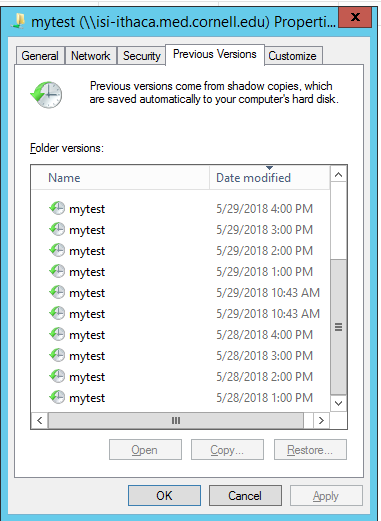 mytest (\\isi-ithaca.med.cornell.edu) Properti...
General Network Security Previous Versions Customize
Previous versions come from shadow copies, which
are saved automatically to your computer's hard disk.
Folder versions:
Name Date modified
mytest 5/29/2018 4:00 PM
mytest 5/29/2018 3:00 PM
mytest 5/29/2018 2:00 PM
mytest 5/29/2018 1:00 PM
mytest 5/29/2018 10:43 AM
mytest 5/29/2018 10:43 AM
mytest 5/28/2018 4:00 PM
mytest 5/28/2018 3:00 PM
mytest 5/28/2018 2:00 PM
mytest 5/28/2018 1:00 PM
Open Copy... Restore...
OK Cancel Apply